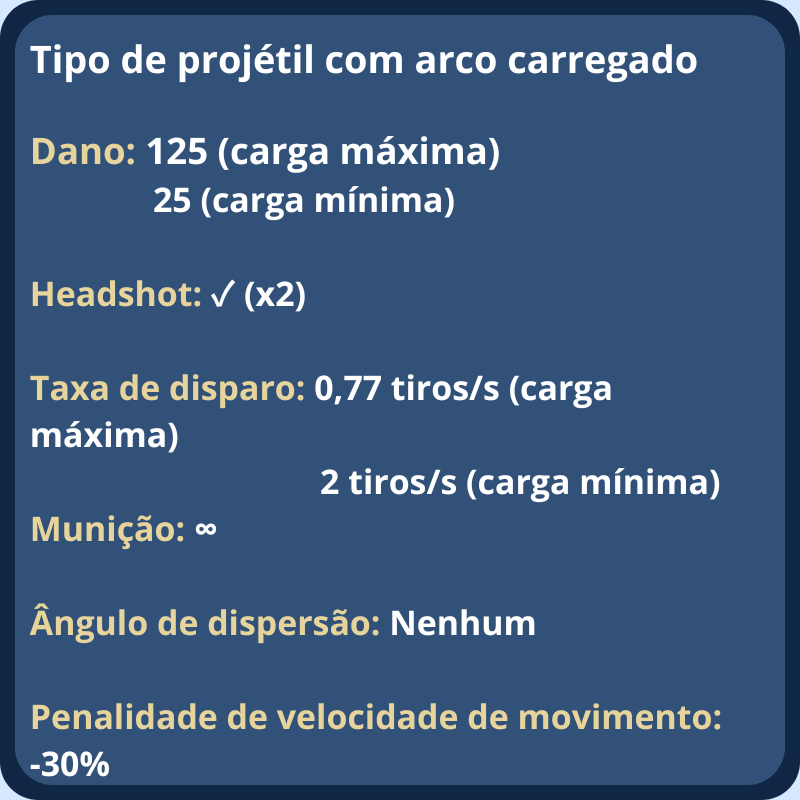 Tipo de projétil com arco carregado
Dano: 125 (carga máxima)
25 (carga mínima)
Headshot: ✓ (x2)
Taxa de disparo: 0,77 tiros/s (carga
máxima)
2 tiros/s (carga mínima)
Munição: ∞
Ângulo de dispersão: Nenhum
Penalidade de velocidade de movimento:
-30%